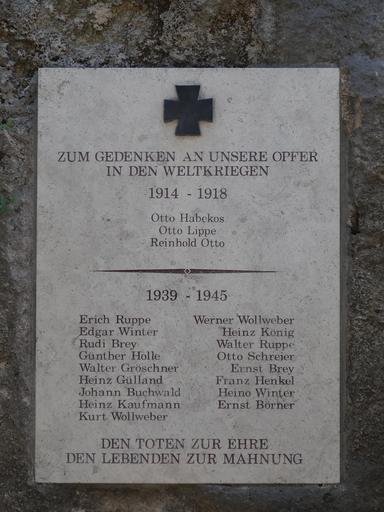 ZUM GEDENKEN AN UNSERE OPFER
IN DEN WELTKRIEGEN
1914 - 1918
Otto Habekos
Otto Lippe
Reinhold Otto
1939 - 1945
Erich Ruppe Werner Wollweber
Edgar Winter Heinz König
Rudi Brey Walter Ruppe
Günther Holle Otto Schreier
Walter Gröschner Ernst Brey
Heinz Gulland Franz Henkel
Johann Buchwald Heino Winter
Heinz Kaufmann Ernst Börner
Kurt Wollweber
DEN TOTEN ZUR EHRE
DEN LEBENDEN ZUR MAHNUNG